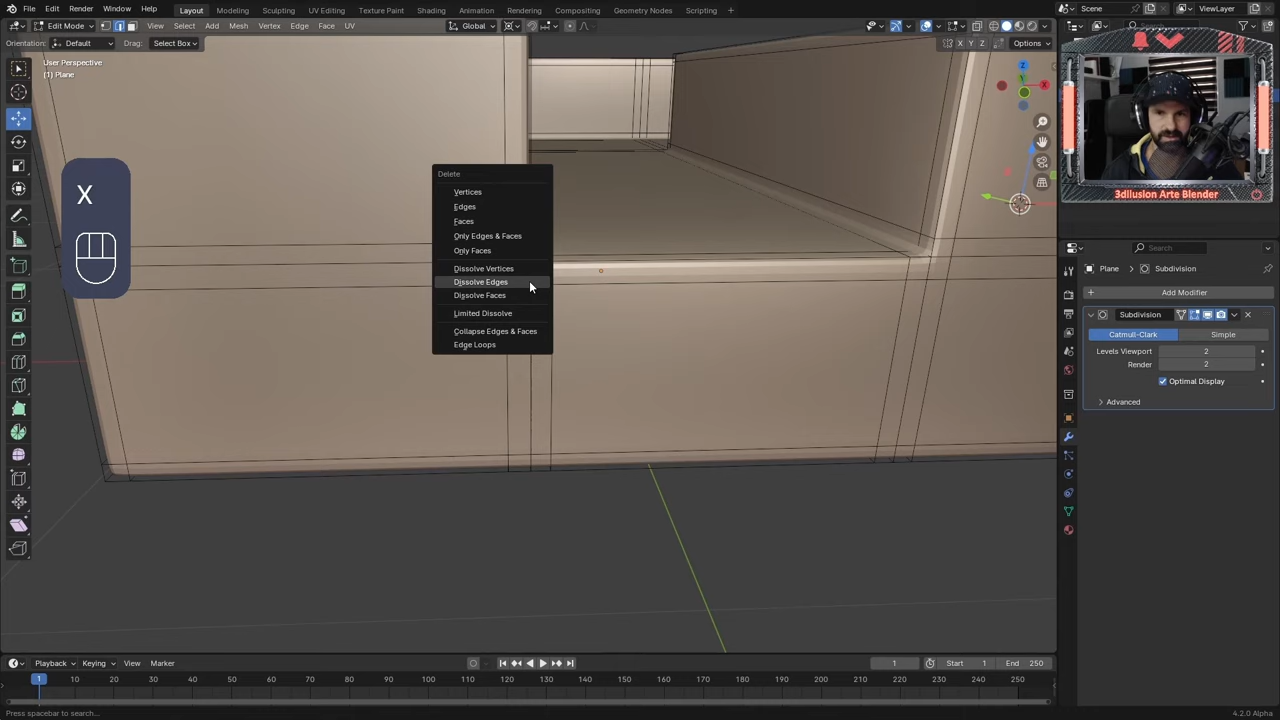 File Edit Render Window Help
Layout Modeling Sculpting UV Editing Texture Paint Shading Animation Rendering Compositing Geometry Nodes Scripting
Scene
ViewLayer
Edit Mode
View Select Add Mesh Vertex Edge Face UV
Global
Orientation: Default Drag: Select Box
X Y Z Options
User Perspective
(1) Plane
X
Delete
Vertices
Edges
Faces
Only Edges & Faces
Only Faces
Dissolve Vertices
Dissolve Edges
Dissolve Faces
Limited Dissolve
Collapse Edges & Faces
Edge Loops
Z
X
3dIlusion Arte Blender
Search
Plane > Subdivision
+ Add Modifier
Subdivision
Catmull-Clark Simple
Levels Viewport 2
Render 2
Optimal Display
Advanced
Playback Keying View Marker
1 Start 1 End 250
1 10 20 30 40 50 60 70 80 90 100 110 120 130 140 150 160 170 180 190 200 210 220 230 240 250
Press spacebar to search...
4.2.0 Alpha